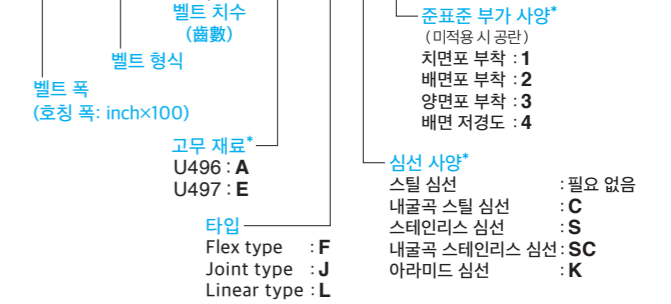 벨트 치수
(齒數)
벨트 형식
벨트 폭
(호칭 폭: inch×100)
고무 재료*
U496 : A
U497 : E
타입
Flex type : F
Joint type : J
Linear type : L
준표준 부가 사양*
(미적용 시 공란)
치면포 부착 : 1
배면포 부착 : 2
양면포 부착 : 3
배면 저경도 : 4
심선 사양*
스틸 심선 : 필요 없음
내굴곡 스틸 심선 : C
스테인리스 심선 : S
내굴곡 스테인리스 심선 : SC
아라미드 심선 : K